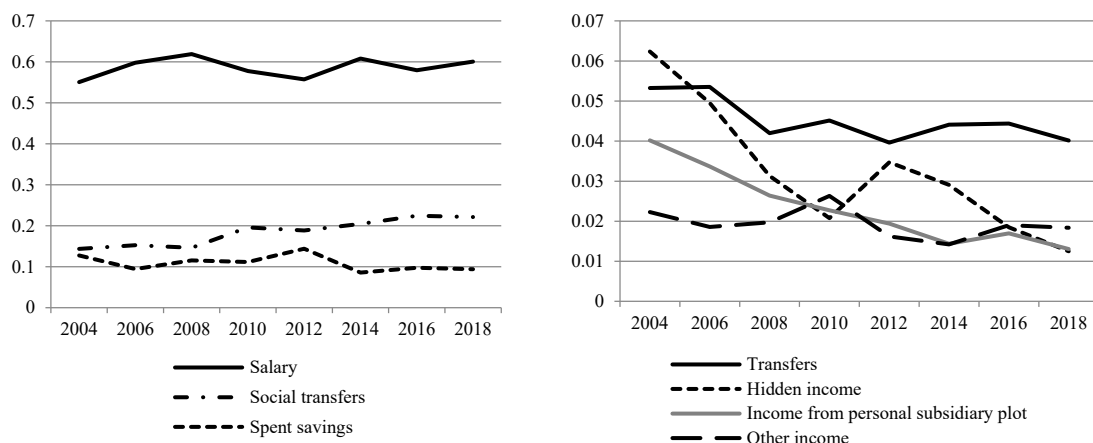 0.7
0.6
0.5
0.4
0.3
0.2
0.1
0
2004 2006 2008 2010 2012 2014 2016 2018
Salary
Social transfers
Spent savings
0.07
0.06
0.05
0.04
0.03
0.02
0.01
0
2004 2006 2008 2010 2012 2014 2016 2018
Transfers
Hidden income
Income from personal subsidiary plot
Other income